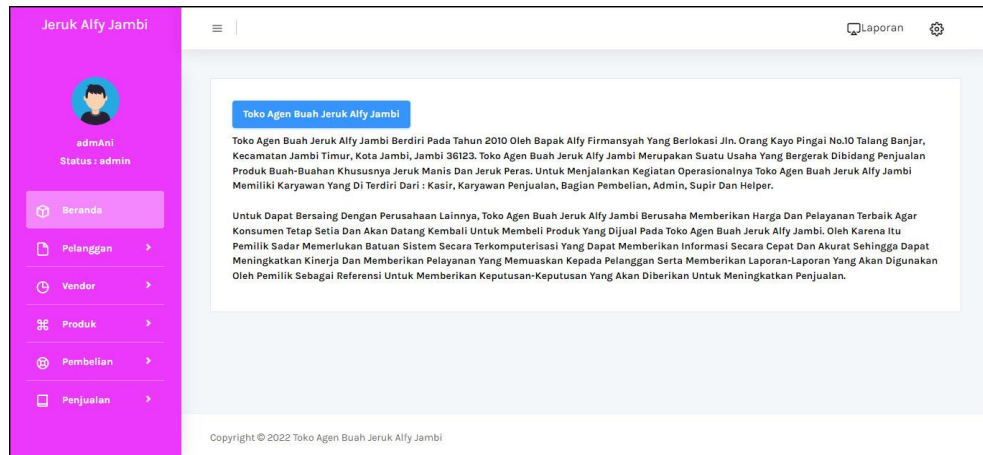 Jeruk Alfy Jambi
Laporan
admAni
Status : admin
Beranda
Pelanggan
Vendor
Produk
Pembelian
Penjualan
Toko Agen Buah Jeruk Alfy Jambi
Toko Agen Buah Jeruk Alfy Jambi Berdiri Pada Tahun 2010 Oleh Bapak Alfy Firmansyah Yang Berlokasi Jln. Orang Kayo Pingai No.10 Talang Banjar,
Kecamatan Jambi Timur, Kota Jambi, Jambi 36123. Toko Agen Buah Jeruk Alfy Jambi Merupakan Suatu Usaha Yang Bergerak Dibidang Penjualan
Produk Buah-Buahan Khususnya Jeruk Manis Dan Jeruk Peras. Untuk Menjalankan Kegiatan Operasionalnya Toko Agen Buah Jeruk Alfy Jambi
Memiliki Karyawan Yang Di Terdiri Dari : Kasir, Karyawan Penjualan, Bagian Pembelian, Admin, Supir Dan Helper.
Untuk Dapat Bersaing Dengan Perusahaan Lainnya, Toko Agen Buah Jeruk Alfy Jambi Berusaha Memberikan Harga Dan Pelayanan Terbaik Agar
Konsumen Tetap Setia Dan Akan Datang Kembali Untuk Membeli Produk Yang Dijual Pada Toko Agen Buah Jeruk Alfy Jambi. Oleh Karena Itu
Pemilik Sadar Memerlukan Batuan Sistem Secara Terkomputerisasi Yang Dapat Memberikan Informasi Secara Cepat Dan Akurat Sehingga Dapat
Meningkatkan Kinerja Dan Memberikan Pelayanan Yang Memuaskan Kepada Pelanggan Serta Memberikan Laporan-Laporan Yang Akan Digunakan
Oleh Pemilik Sebagai Referensi Untuk Memberikan Keputusan-Keputusan Yang Akan Diberikan Untuk Meningkatkan Penjualan.
Copyright © 2022 Toko Agen Buah Jeruk Alfy Jambi